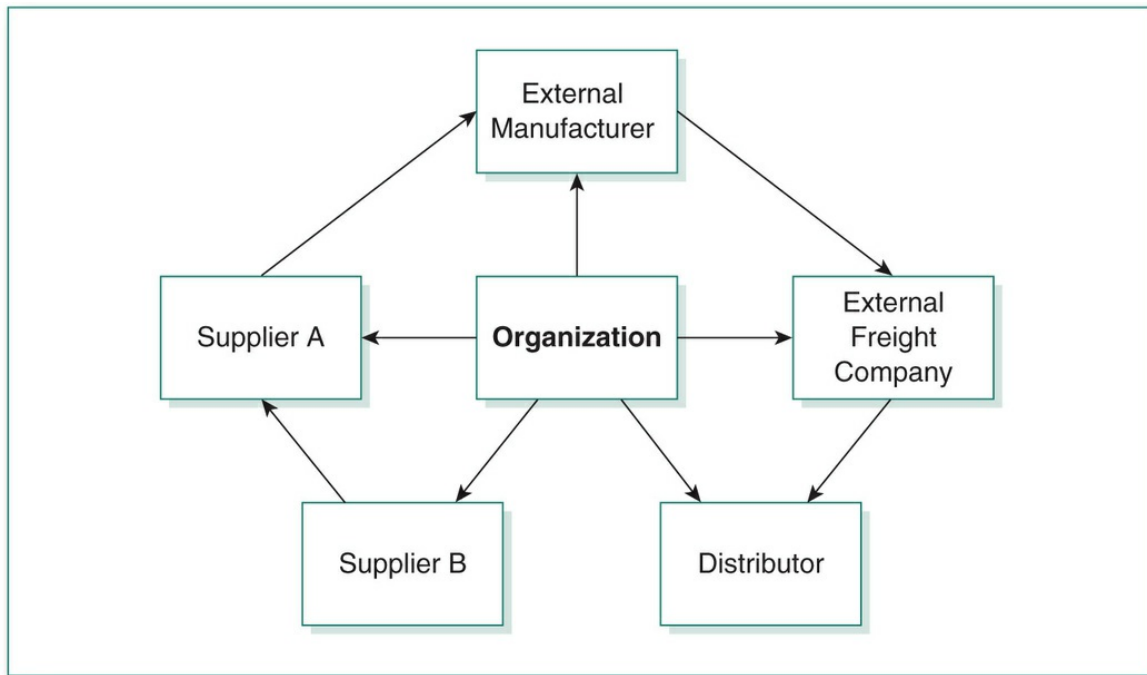 External
Manufacturer
Supplier A
Organization
External
Freight
Company
Supplier B
Distributor